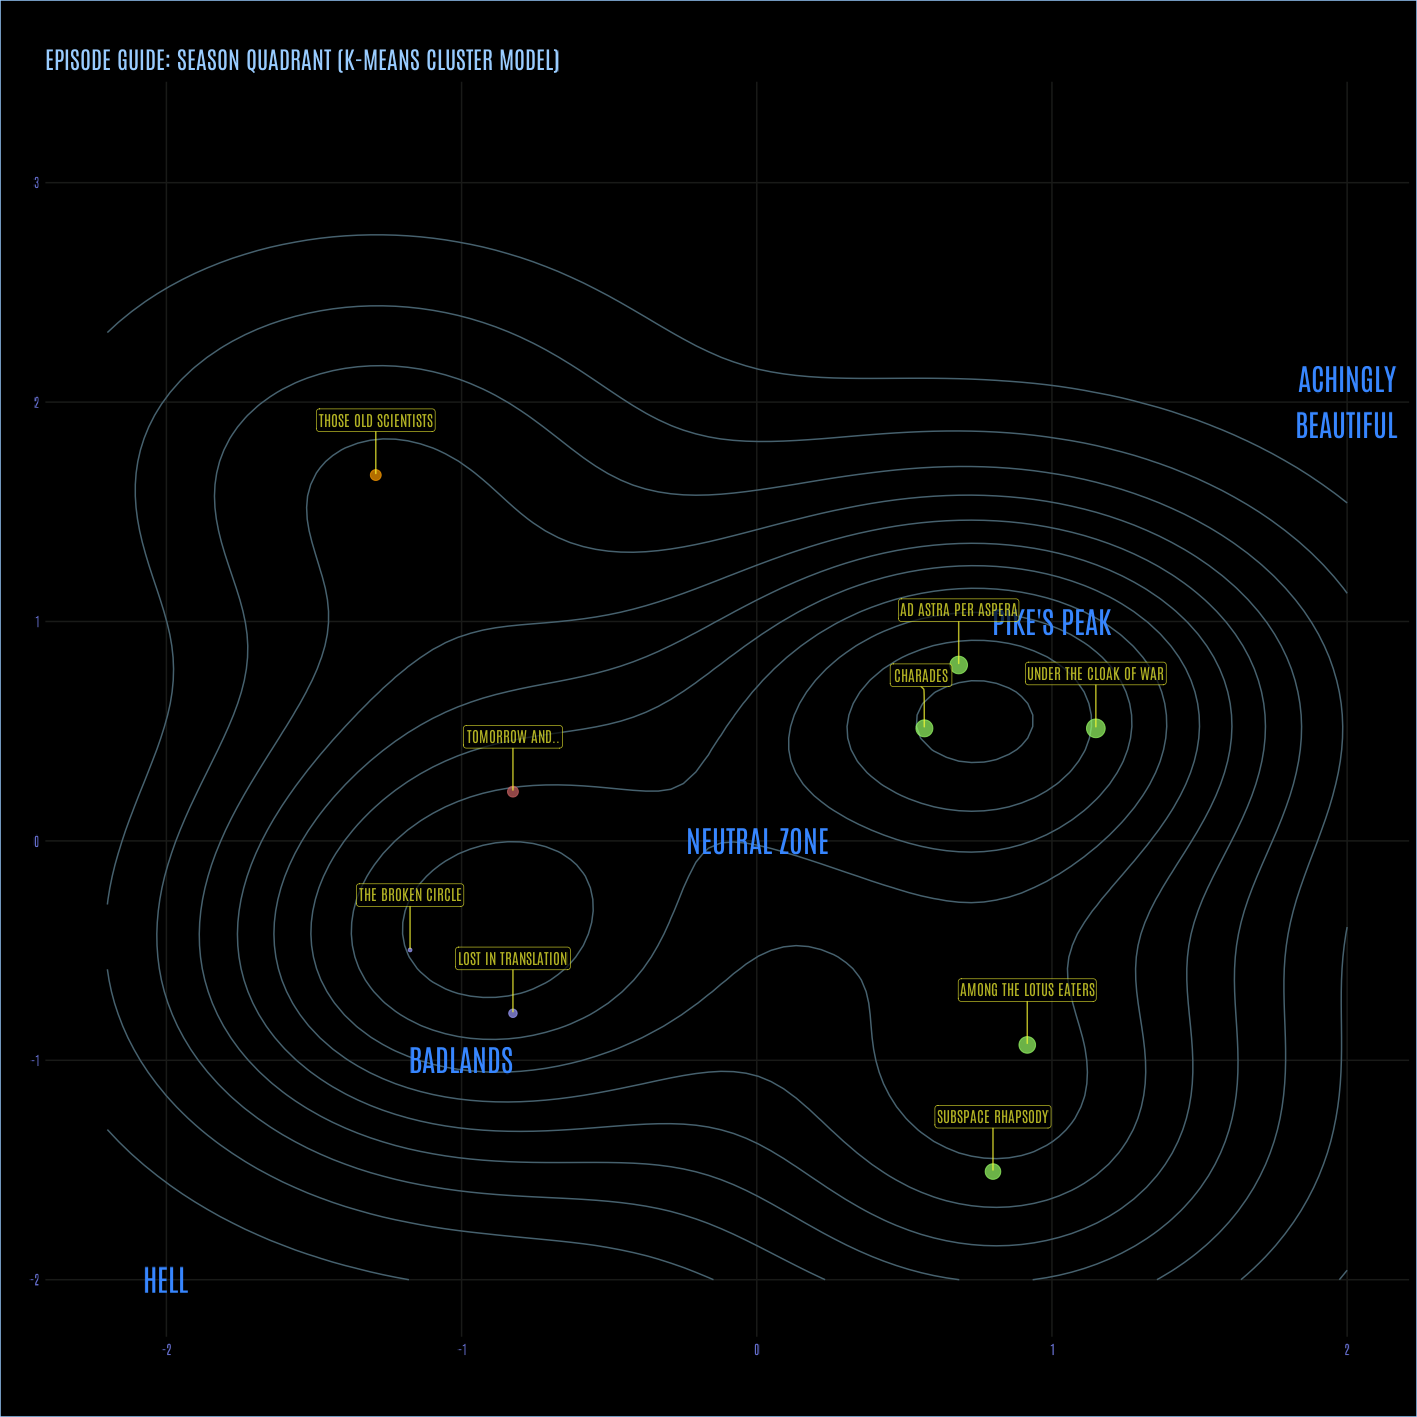 EPISODE GUIDE: SEASON QUADRANT (K-MEANS CLUSTER MODEL)
3
ACHINGLY
2
BEAUTIFUL
THOSE OLD SCIENTISTS
AD ASTRA PER ASPERA
1
PIKE'S PEAK
CHARADES
UNDER THE CLOAK OF WAR
TOMORROW AND..
0
NEUTRAL ZONE
THE BROKEN CIRCLE
LOST IN TRANSLATION
AMONG THE LOTUS EATERS
-1
BADLANDS
SUBSPACE RHAPSODY
-2
HELL
-2
-1
0
1
2